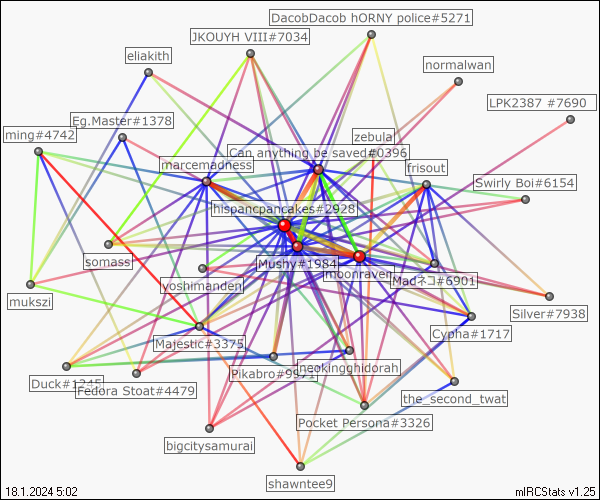 DacobDacob hORNY police#5271
JKOUYH VIII#7034
eliakith
normalwan
LPK2387 #7690
Eg.Master#1378
ming#4742
zebula
Can anything be saved#0396
marcemadness
frisout
Swirly Boi#6154
hispancpancakes#2928
somass
Mushy#1984
moonraven
Madネコ#6901
yoshimanden
mukszi
Silver#7938
Cypha#1717
Majestic#3375
Pikabro#9971
neokingghidorah
Duck#1245
Fedora Stoat#4479
the_second_twat
Pocket Persona#3326
bigcitysamurai
shawntee9
18.1.2024 5:02
mIRCStats v1.25